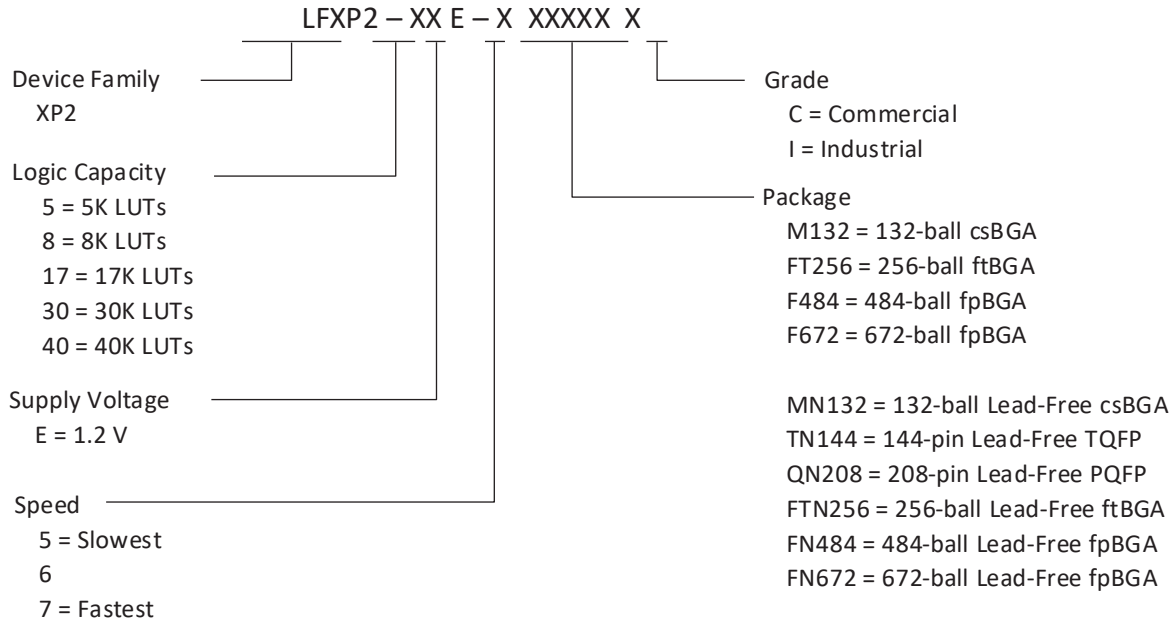 LFXP2 – XX E – X XXXXX X
Device Family
XP2
Logic Capacity
5 = 5K LUTs
8 = 8K LUTs
17 = 17K LUTs
30 = 30K LUTs
40 = 40K LUTs
Supply Voltage
E = 1.2 V
Speed
5 = Slowest
6
7 = Fastest
Grade
C = Commercial
I = Industrial
Package
M132 = 132-ball csBGA
FT256 = 256-ball ftBGA
F484 = 484-ball fpBGA
F672 = 672-ball fpBGA
MN132 = 132-ball Lead-Free csBGA
TN144 = 144-pin Lead-Free TQFP
QN208 = 208-pin Lead-Free PQFP
FTN256 = 256-ball Lead-Free ftBGA
FN484 = 484-ball Lead-Free fpBGA
FN672 = 672-ball Lead-Free fpBGA